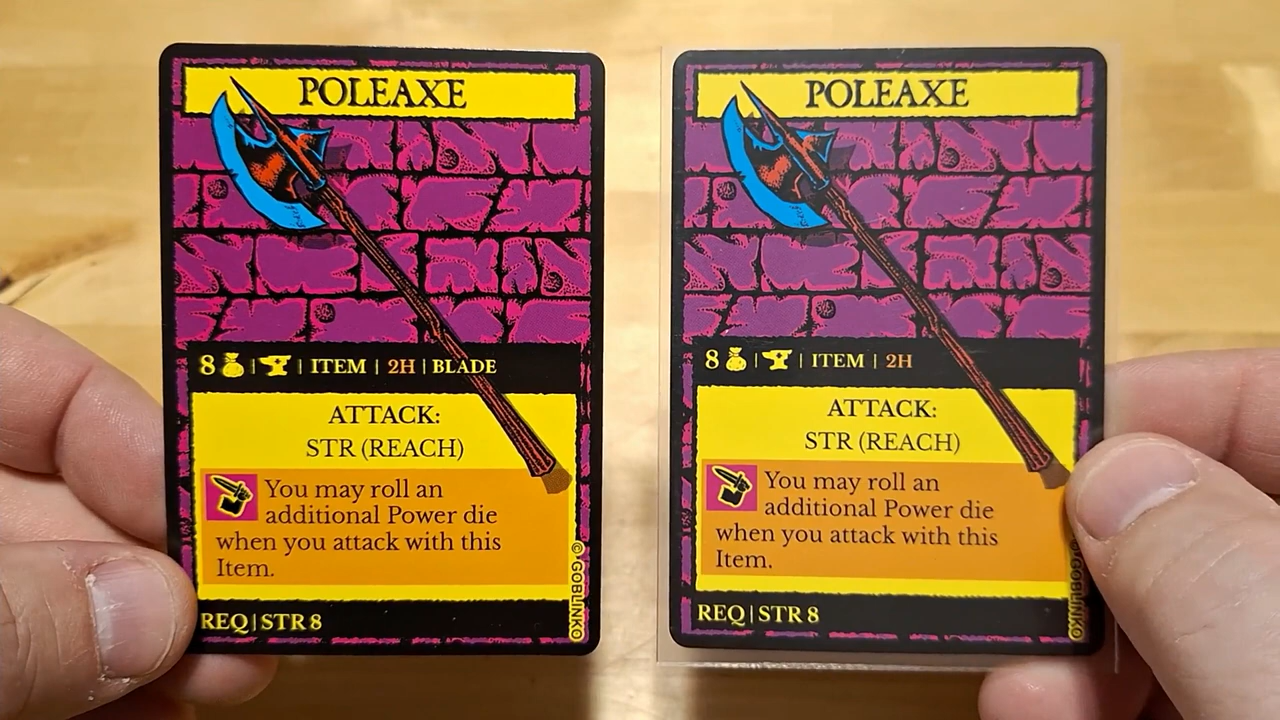 POLEAXE
8 | | ITEM | 2H | BLADE
ATTACK:
STR (REACH)
You may roll an
additional Power die
when you attack with this
Item.
REQ | STR 8
© GOBLINKO
POLEAXE
8 | | ITEM | 2H
ATTACK:
STR (REACH)
You may roll an
additional Power die
when you attack with this
Item.
REQ | STR 8
© GOBLINKO